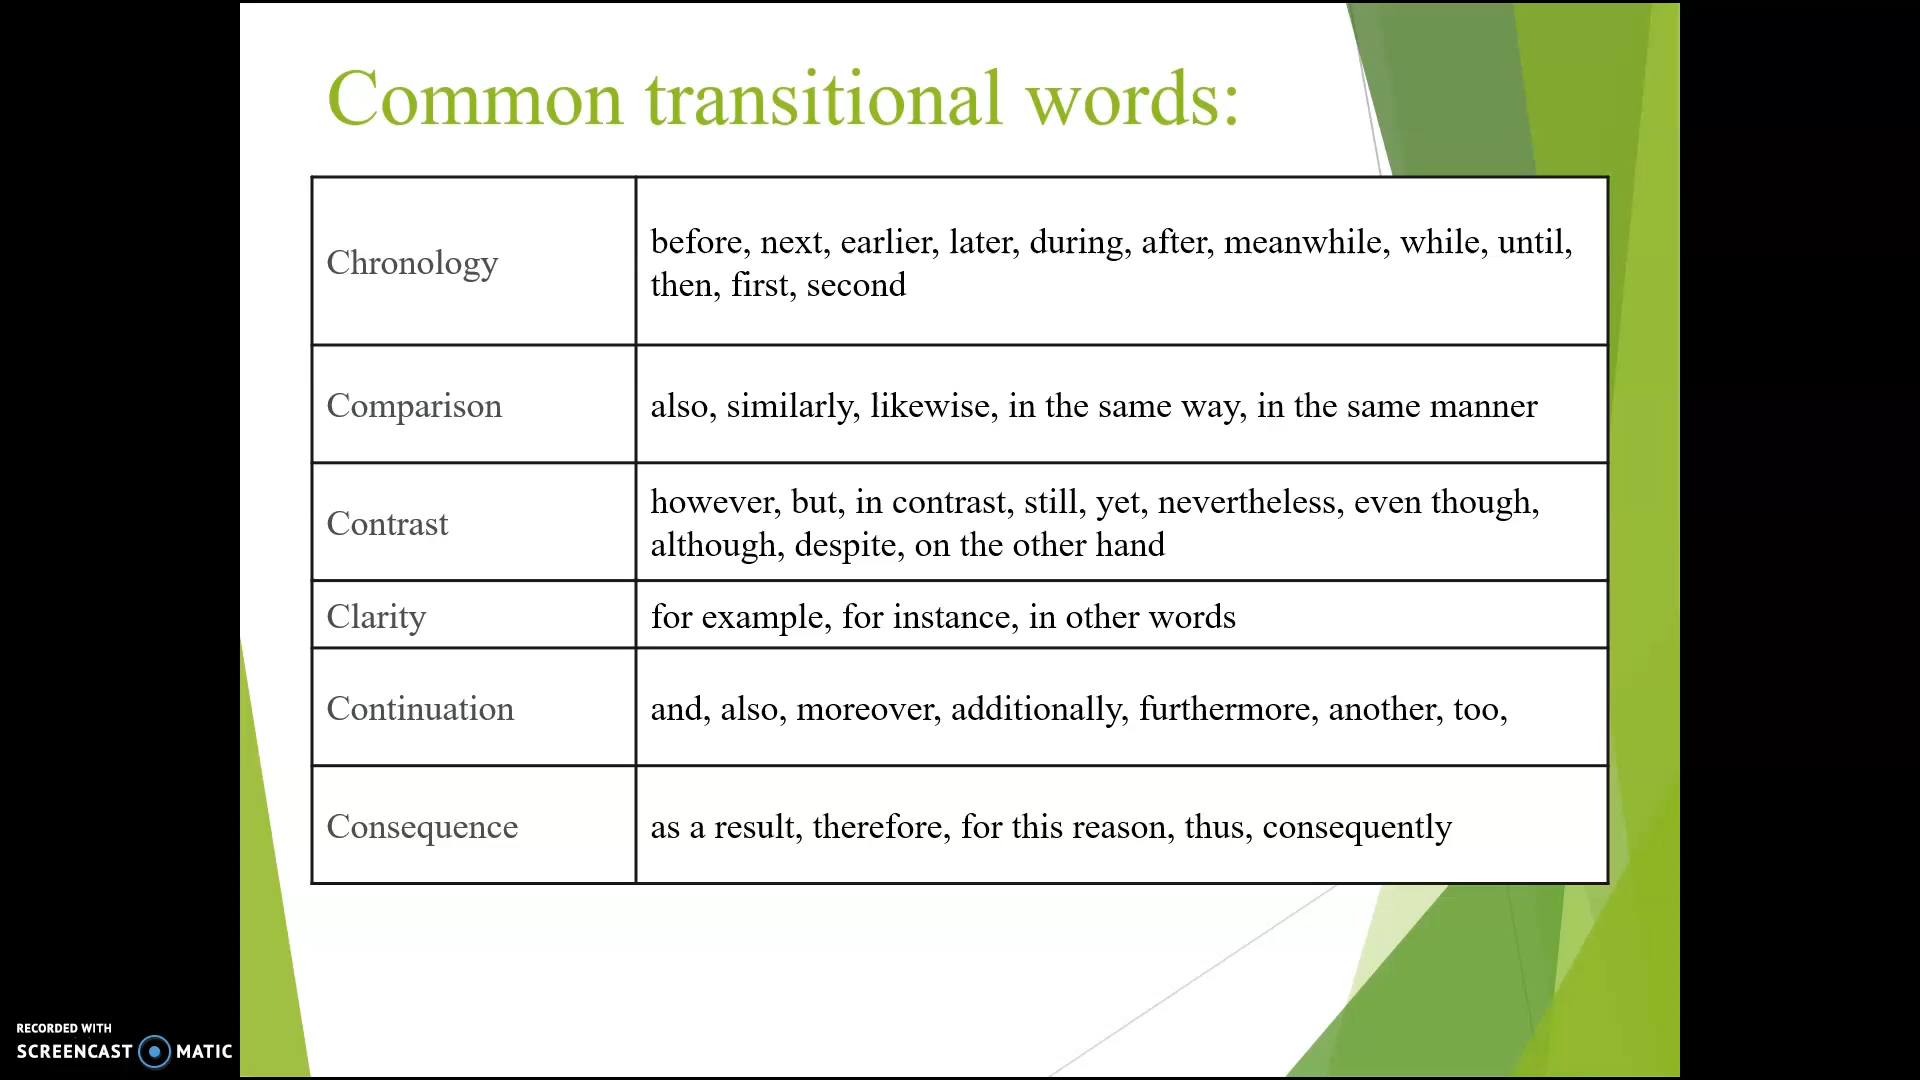 Common transitional words:
Chronology
before, next, earlier, later, during, after, meanwhile, while, until,
then, first, second
Comparison
also, similarly, likewise, in the same way, in the same manner
Contrast
however, but, in contrast, still, yet, nevertheless, even though,
although, despite, on the other hand
Clarity
for example, for instance, in other words
Continuation
and, also, moreover, additionally, furthermore, another, too,
Consequence
as a result, therefore, for this reason, thus, consequently
RECORDED WITH
SCREENCAST MATIC